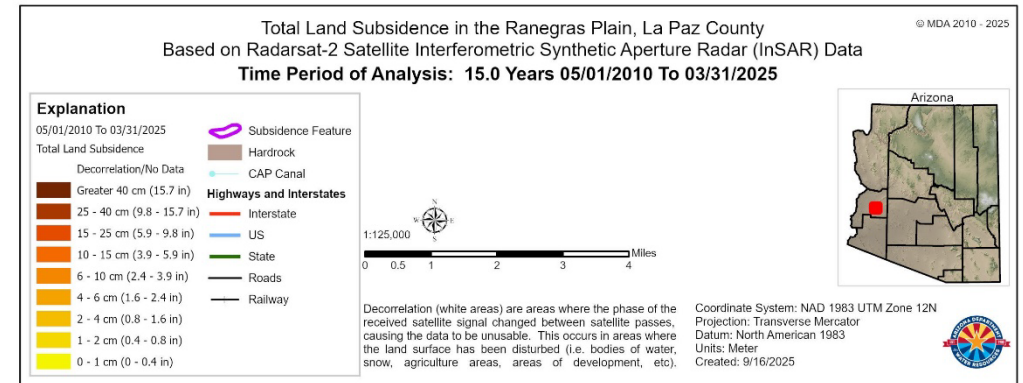 Total Land Subsidence in the Ranegras Plain, La Paz County
Based on Radarsat-2 Satellite Interferometric Synthetic Aperture Radar (InSAR) Data
Time Period of Analysis: 15.0 Years 05/01/2010 To 03/31/2025
© MDA 2010 - 2025
Explanation
05/01/2010 To 03/31/2025
Total Land Subsidence
Decorrelation/No Data
Greater 40 cm (15.7 in)
25 - 40 cm (9.8 - 15.7 in)
15 - 25 cm (5.9 - 9.8 in)
10 - 15 cm (3.9 - 5.9 in)
6 - 10 cm (2.4 - 3.9 in)
4 - 6 cm (1.6 - 2.4 in)
2 - 4 cm (0.8 - 1.6 in)
1 - 2 cm (0.4 - 0.8 in)
0 - 1 cm (0 - 0.4 in)
Subsidence Feature
Hardrock
CAP Canal
Highways and Interstates
Interstate
US
State
Roads
Railway
N
W E
S
1:125,000
Miles
0 0.5 1 2 3 4
Decorrelation (white areas) are areas where the phase of the
received satellite signal changed between satellite passes,
causing the data to be unusable. This occurs in areas where
the land surface has been disturbed (i.e. bodies of water,
snow, agriculture areas, areas of development, etc).
Arizona
Coordinate System: NAD 1983 UTM Zone 12N
Projection: Transverse Mercator
Datum: North American 1983
Units: Meter
Created: 9/16/2025
ARIZONA DEPARTMENT
OF WATER RESOURCES